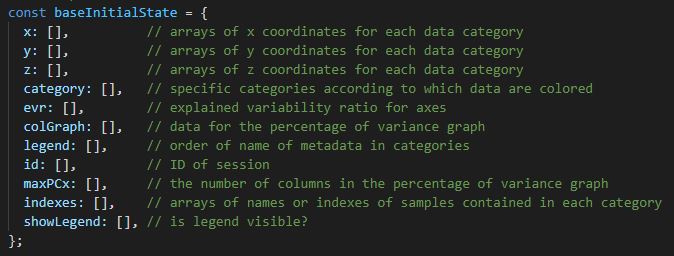 const baseInitialState = {
  x: [],          // arrays of x coordinates for each data category
  y: [],          // arrays of y coordinates for each data category
  z: [],          // arrays of z coordinates for each data category
  category: [],   // specific categories according to which data are colored
  evr: [],        // explained variability ratio for axes
  colGraph: [],   // data for the percentage of variance graph
  legend: [],     // order of name of metadata in categories
  id: [],         // ID of session
  maxPCx: [],     // the number of columns in the percentage of variance graph
  indexes: [],    // arrays of names or indexes of samples contained in each category
  showLegend: [], // is legend visible?
};